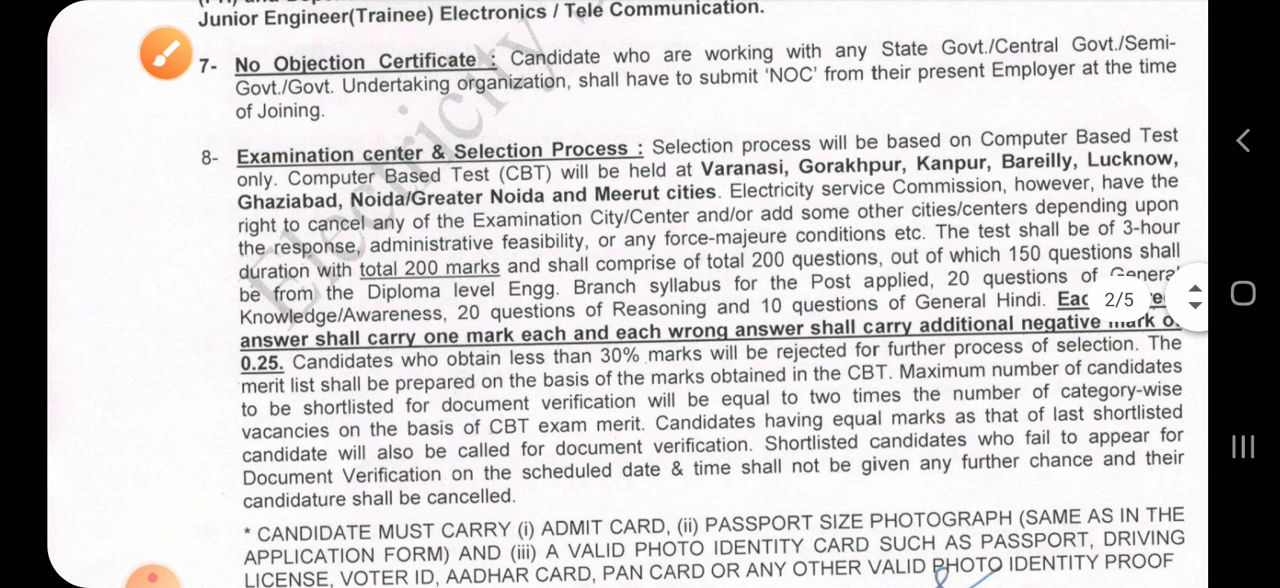 Junior Engineer(Trainee) Electronics / Tele Communication.
7- No Objection Certificate : Candidate who are working with any State Govt./Central Govt./Semi-
Govt./Govt. Undertaking organization, shall have to submit ‘NOC’ from their present Employer at the time
of Joining.
8- Examination center & Selection Process : Selection process will be based on Computer Based Test
only. Computer Based Test (CBT) will be held at Varanasi, Gorakhpur, Kanpur, Bareilly, Lucknow,
Ghaziabad, Noida/Greater Noida and Meerut cities. Electricity service Commission, however, have the
right to cancel any of the Examination City/Center and/or add some other cities/centers depending upon
the response, administrative feasibility, or any force-majeure conditions etc. The test shall be of 3-hour
duration with total 200 marks and shall comprise of total 200 questions, out of which 150 questions shall
be from the Diploma level Engg. Branch syllabus for the Post applied, 20 questions of General
Knowledge/Awareness, 20 questions of Reasoning and 10 questions of General Hindi.
2/5
answer shall carry one mark each and each wrong answer shall carry additional negative mark of
0.25. Candidates who obtain less than 30% marks will be rejected for further process of selection. The
merit list shall be prepared on the basis of the marks obtained in the CBT. Maximum number of candidates
to be shortlisted for document verification will be equal to two times the number of category-wise
vacancies on the basis of CBT exam merit. Candidates having equal marks as that of last shortlisted
candidate will also be called for document verification. Shortlisted candidates who fail to appear for
Document Verification on the scheduled date & time shall not be given any further chance and their
candidature shall be cancelled.
* CANDIDATE MUST CARRY (i) ADMIT CARD, (ii) PASSPORT SIZE PHOTOGRAPH (SAME AS IN THE
APPLICATION FORM) AND (iii) A VALID PHOTO IDENTITY CARD SUCH AS PASSPORT, DRIVING
LICENSE, VOTER ID, AADHAR CARD, PAN CARD OR ANY OTHER VALID PHOTO IDENTITY PROOF
Electricity